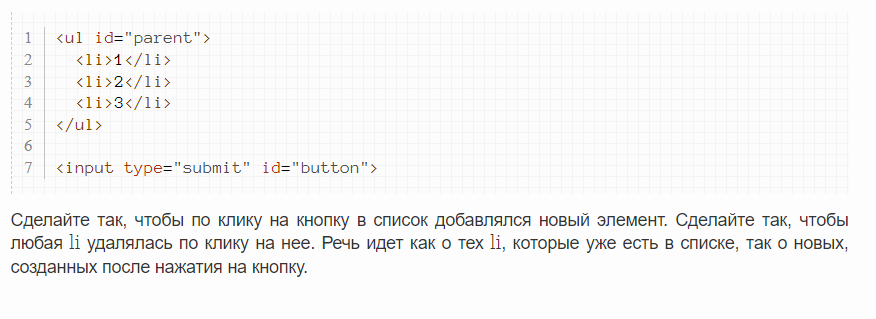 1 <ul id="parent">
2 <li>1</li>
3 <li>2</li>
4 <li>3</li>
5 </ul>
6
7 <input type="submit" id="button">
Сделайте так, чтобы по клику на кнопку в список добавлялся новый элемент. Сделайте так, чтобы
любая li удалялась по клику на нее. Речь идет как о тех li, которые уже есть в списке, так о новых,
созданных после нажатия на кнопку.